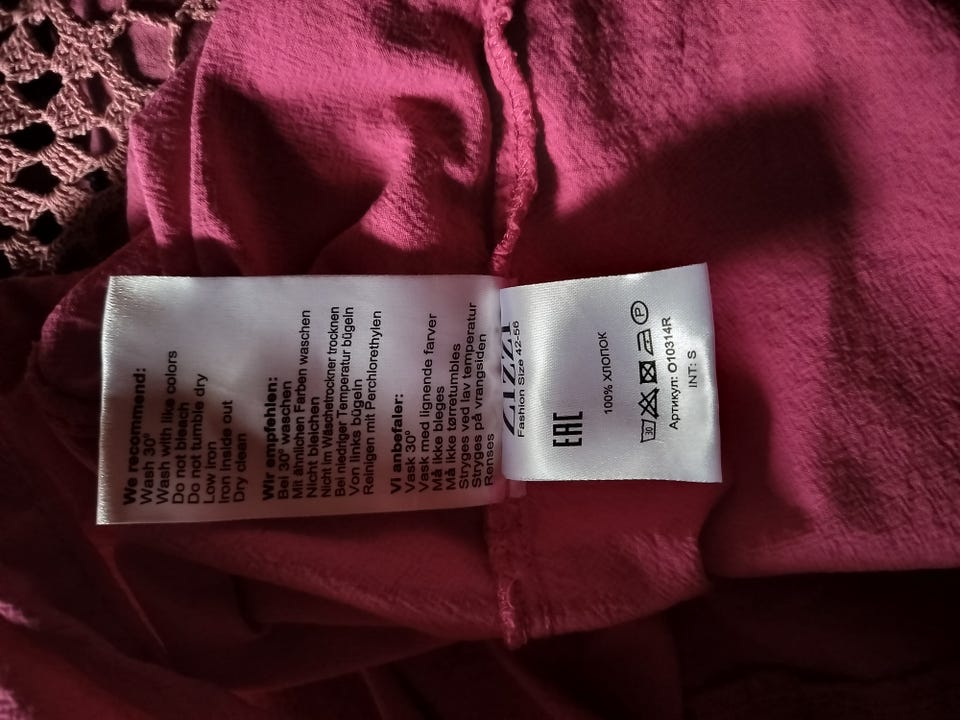 We recommend:
Wash 30°
Wash with like colors
Do not bleach
Do not tumble dry
Low iron
Iron inside out
Dry clean
Wir empfehlen:
Bei 30° waschen
Mit ähnlichen Farben waschen
Nicht bleichen
Nicht im Wäschetrockner trocknen
Bei niedriger Temperatur bügeln
Von links bügeln
Reinigen mit Perchlorethylen
Vi anbefaler:
Vask 30°
Vask med lignende farver
Må ikke bleges
Må ikke tørretumbles
Stryges ved lav temperatur
Stryges på vrangsiden
Renses
ZIZZI
Fashion Size 42-56
EAC
100% ХЛОПОК
30 P
Артикул: O10314R
INT: S